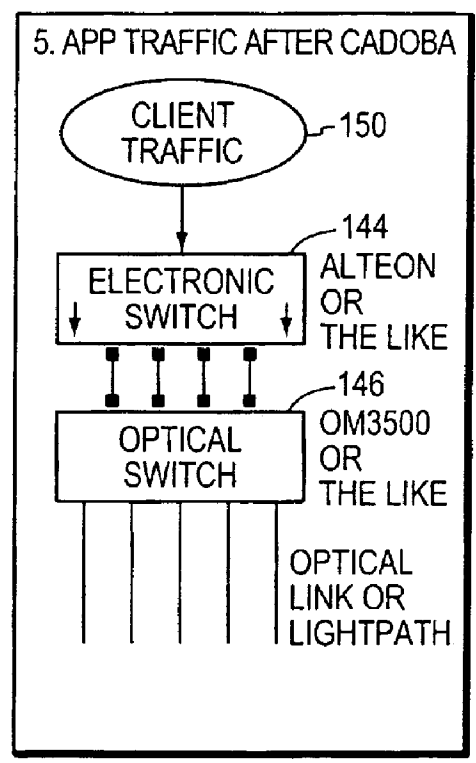 5. APP TRAFFIC AFTER CADOBA
CLIENT
TRAFFIC
150
144
ELECTRONIC
SWITCH
ALTEON
OR
THE LIKE
146
OPTICAL
SWITCH
OM3500
OR
THE LIKE
OPTICAL
LINK OR
LIGHTPATH